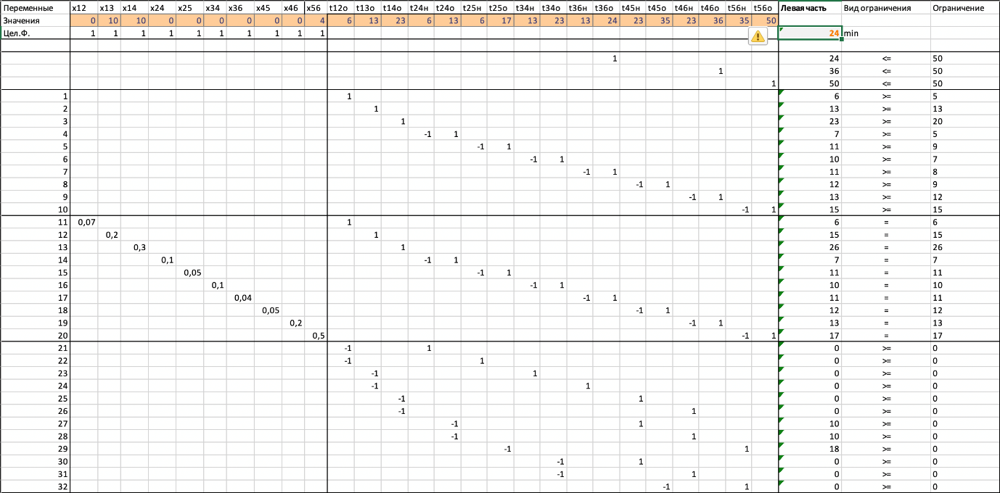 Переменные x12 x13 x14 x24 x25 x34 x36 x45 x46 x56 t12о t13о t14о t24н t24о t25н t25о t34н t34о t36н t36о t45н t45о t46н t46о t56н t56о Левая часть Вид ограничения Ограничение
Значения 0 10 10 0 0 0 0 0 0 4 6 13 23 6 13 6 17 13 23 13 24 23 35 23 36 35 50
Цел.Ф. 1 1 1 1 1 1 1 1 1 1 24 min
1 24 <= 50
1 36 <= 50
1 50 <= 50
1 1 6 >= 5
2 1 13 >= 13
3 1 23 >= 20
4 -1 1 7 >= 5
5 -1 1 11 >= 9
6 -1 1 10 >= 7
7 -1 1 11 >= 8
8 -1 1 12 >= 9
9 -1 1 13 >= 12
10 -1 1 15 >= 15
11 0,07 1 6 = 6
12 0,2 1 15 = 15
13 0,3 1 26 = 26
14 0,1 -1 1 7 = 7
15 0,05 -1 1 11 = 11
16 0,1 -1 1 10 = 10
17 0,04 -1 1 11 = 11
18 0,05 -1 1 12 = 12
19 0,2 -1 1 13 = 13
20 0,5 -1 1 17 = 17
21 -1 1 0 >= 0
22 -1 1 0 >= 0
23 -1 1 0 >= 0
24 -1 1 0 >= 0
25 -1 1 0 >= 0
26 -1 1 0 >= 0
27 -1 1 10 >= 0
28 -1 1 10 >= 0
29 -1 1 18 >= 0
30 -1 1 0 >= 0
31 -1 1 0 >= 0
32 -1 1 0 >= 0